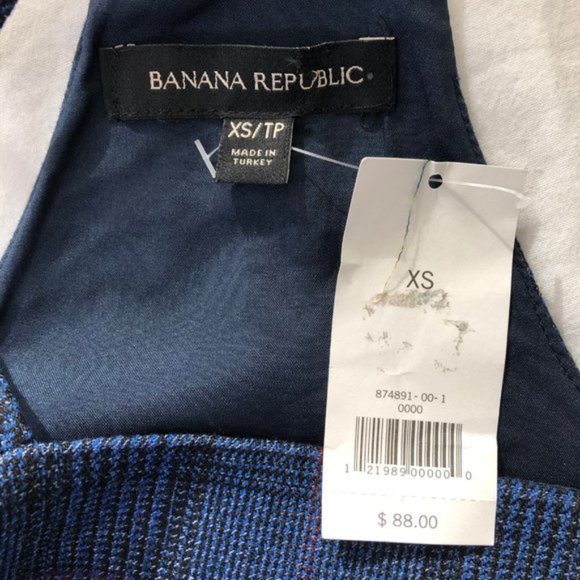 BANANA REPUBLIC
XS/TP
MADE IN
TURKEY
XS
874891-00-1
0000
1 21989 00000 0
$ 88.00